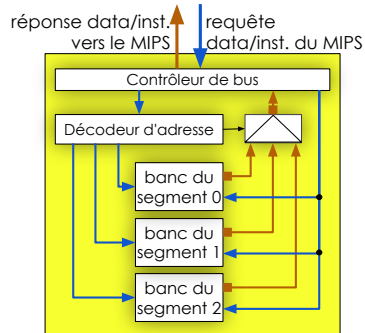 réponse data/inst.
vers le MIPS
requête
data/inst. du MIPS
Contrôleur de bus
Décodeur d'adresse
banc du
segment 0
banc du
segment 1
banc du
segment 2